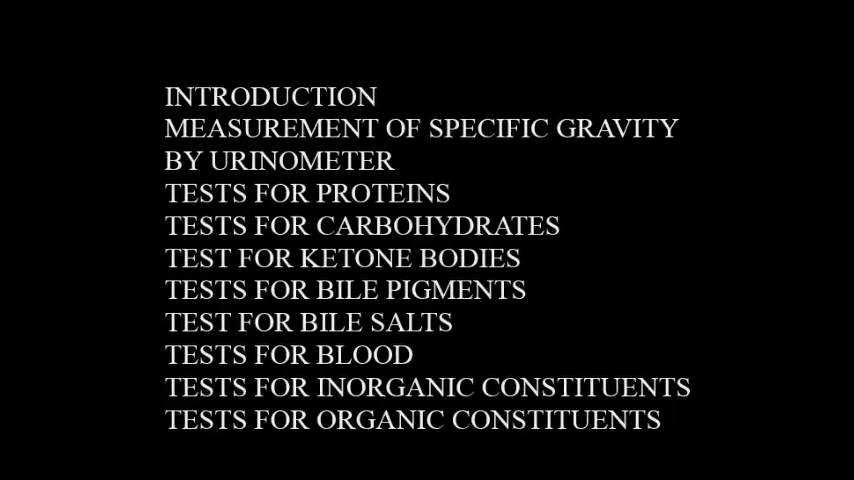 INTRODUCTION
MEASUREMENT OF SPECIFIC GRAVITY
BY URINOMETER
TESTS FOR PROTEINS
TESTS FOR CARBOHYDRATES
TEST FOR KETONE BODIES
TESTS FOR BILE PIGMENTS
TEST FOR BILE SALTS
TESTS FOR BLOOD
TESTS FOR INORGANIC CONSTITUENTS
TESTS FOR ORGANIC CONSTITUENTS